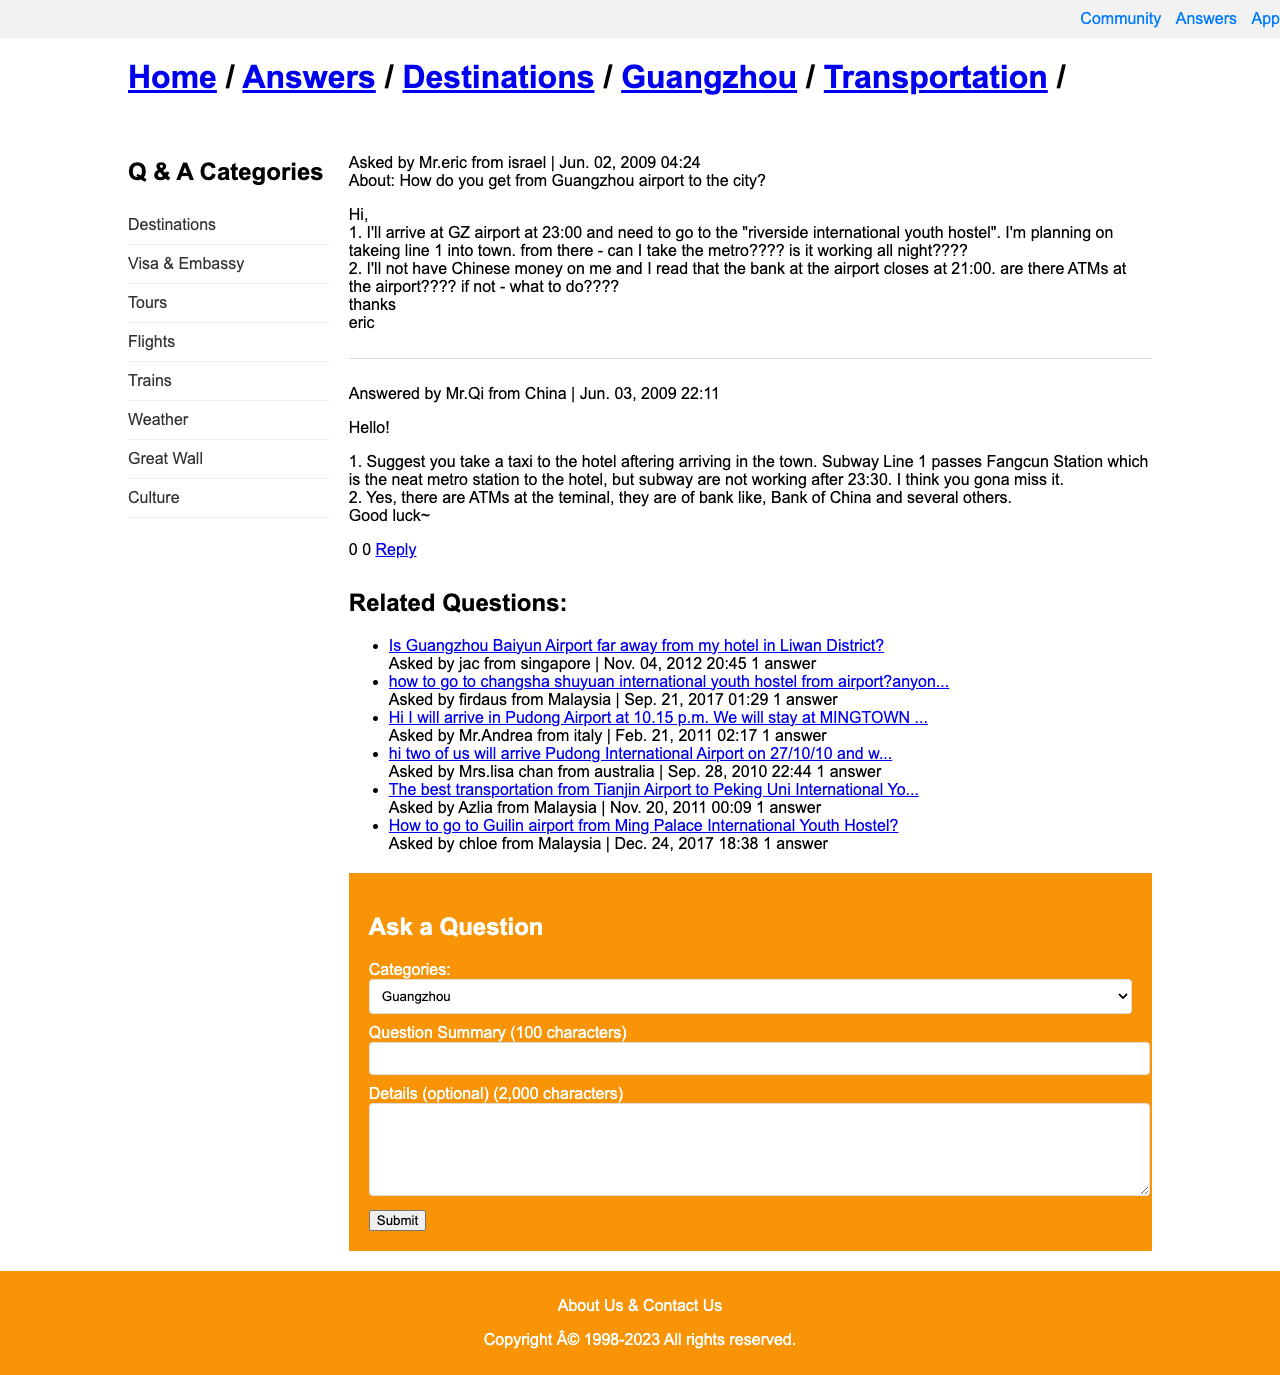 Community Answers App
Home / Answers / Destinations / Guangzhou / Transportation /
Q & A Categories
Destinations
Visa & Embassy
Tours
Flights
Trains
Weather
Great Wall
Culture
Asked by Mr.eric from israel | Jun. 02, 2009 04:24
About: How do you get from Guangzhou airport to the city?
Hi,
1. I'll arrive at GZ airport at 23:00 and need to go to the "riverside international youth hostel". I'm planning on
takeing line 1 into town. from there - can I take the metro???? is it working all night????
2. I'll not have Chinese money on me and I read that the bank at the airport closes at 21:00. are there ATMs at
the airport???? if not - what to do????
thanks
eric
Answered by Mr.Qi from China | Jun. 03, 2009 22:11
Hello!
1. Suggest you take a taxi to the hotel aftering arriving in the town. Subway Line 1 passes Fangcun Station which
is the neat metro station to the hotel, but subway are not working after 23:30. I think you gona miss it.
2. Yes, there are ATMs at the teminal, they are of bank like, Bank of China and several others.
Good luck~
0 0 Reply
Related Questions:
Is Guangzhou Baiyun Airport far away from my hotel in Liwan District?
Asked by jac from singapore | Nov. 04, 2012 20:45 1 answer
how to go to changsha shuyuan international youth hostel from airport?anyon...
Asked by firdaus from Malaysia | Sep. 21, 2017 01:29 1 answer
Hi I will arrive in Pudong Airport at 10.15 p.m. We will stay at MINGTOWN ...
Asked by Mr.Andrea from italy | Feb. 21, 2011 02:17 1 answer
hi two of us will arrive Pudong International Airport on 27/10/10 and w...
Asked by Mrs.lisa chan from australia | Sep. 28, 2010 22:44 1 answer
The best transportation from Tianjin Airport to Peking Uni International Yo...
Asked by Azlia from Malaysia | Nov. 20, 2011 00:09 1 answer
How to go to Guilin airport from Ming Palace International Youth Hostel?
Asked by chloe from Malaysia | Dec. 24, 2017 18:38 1 answer
Ask a Question
Categories:
Guangzhou
Question Summary (100 characters)
Details (optional) (2,000 characters)
Submit
About Us & Contact Us
Copyright Â© 1998-2023 All rights reserved.